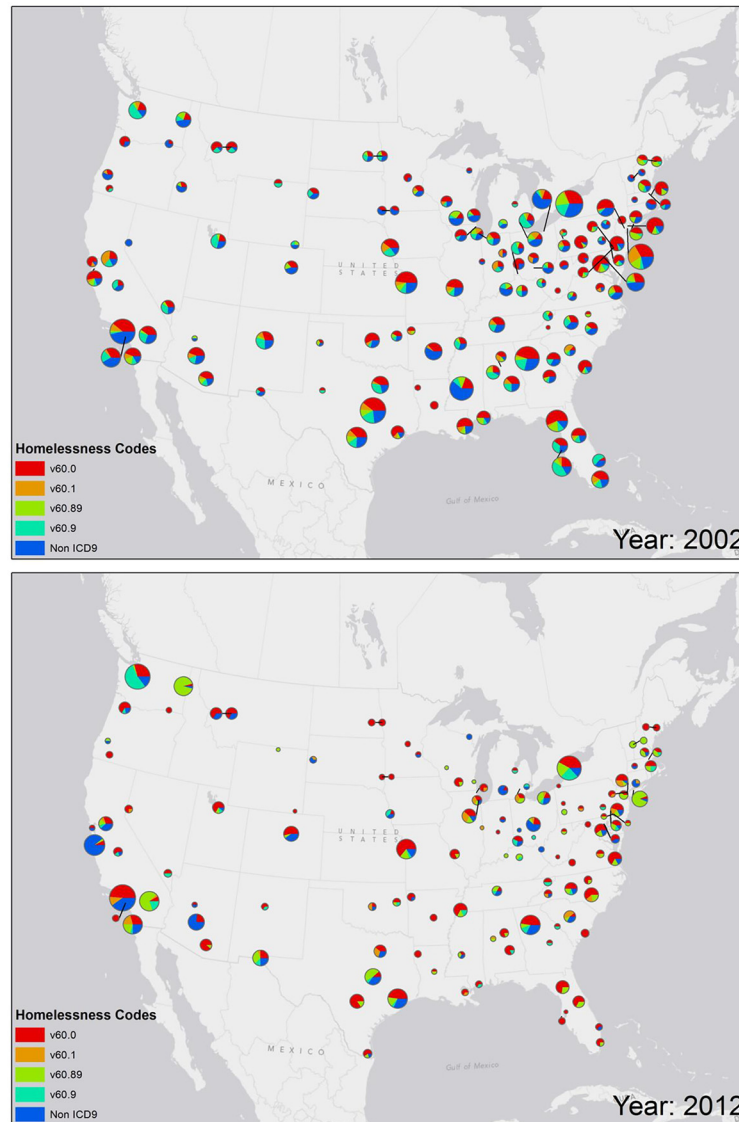 UNITED
STATES
MEXICO
Gulf of Mexico
Homelessness Codes
v60.0
v60.1
v60.89
v60.9
Non ICD9
Year: 2002
UNITED
STATES
MEXICO
Gulf of Mexico
Homelessness Codes
v60.0
v60.1
v60.89
v60.9
Non ICD9
Year: 2012